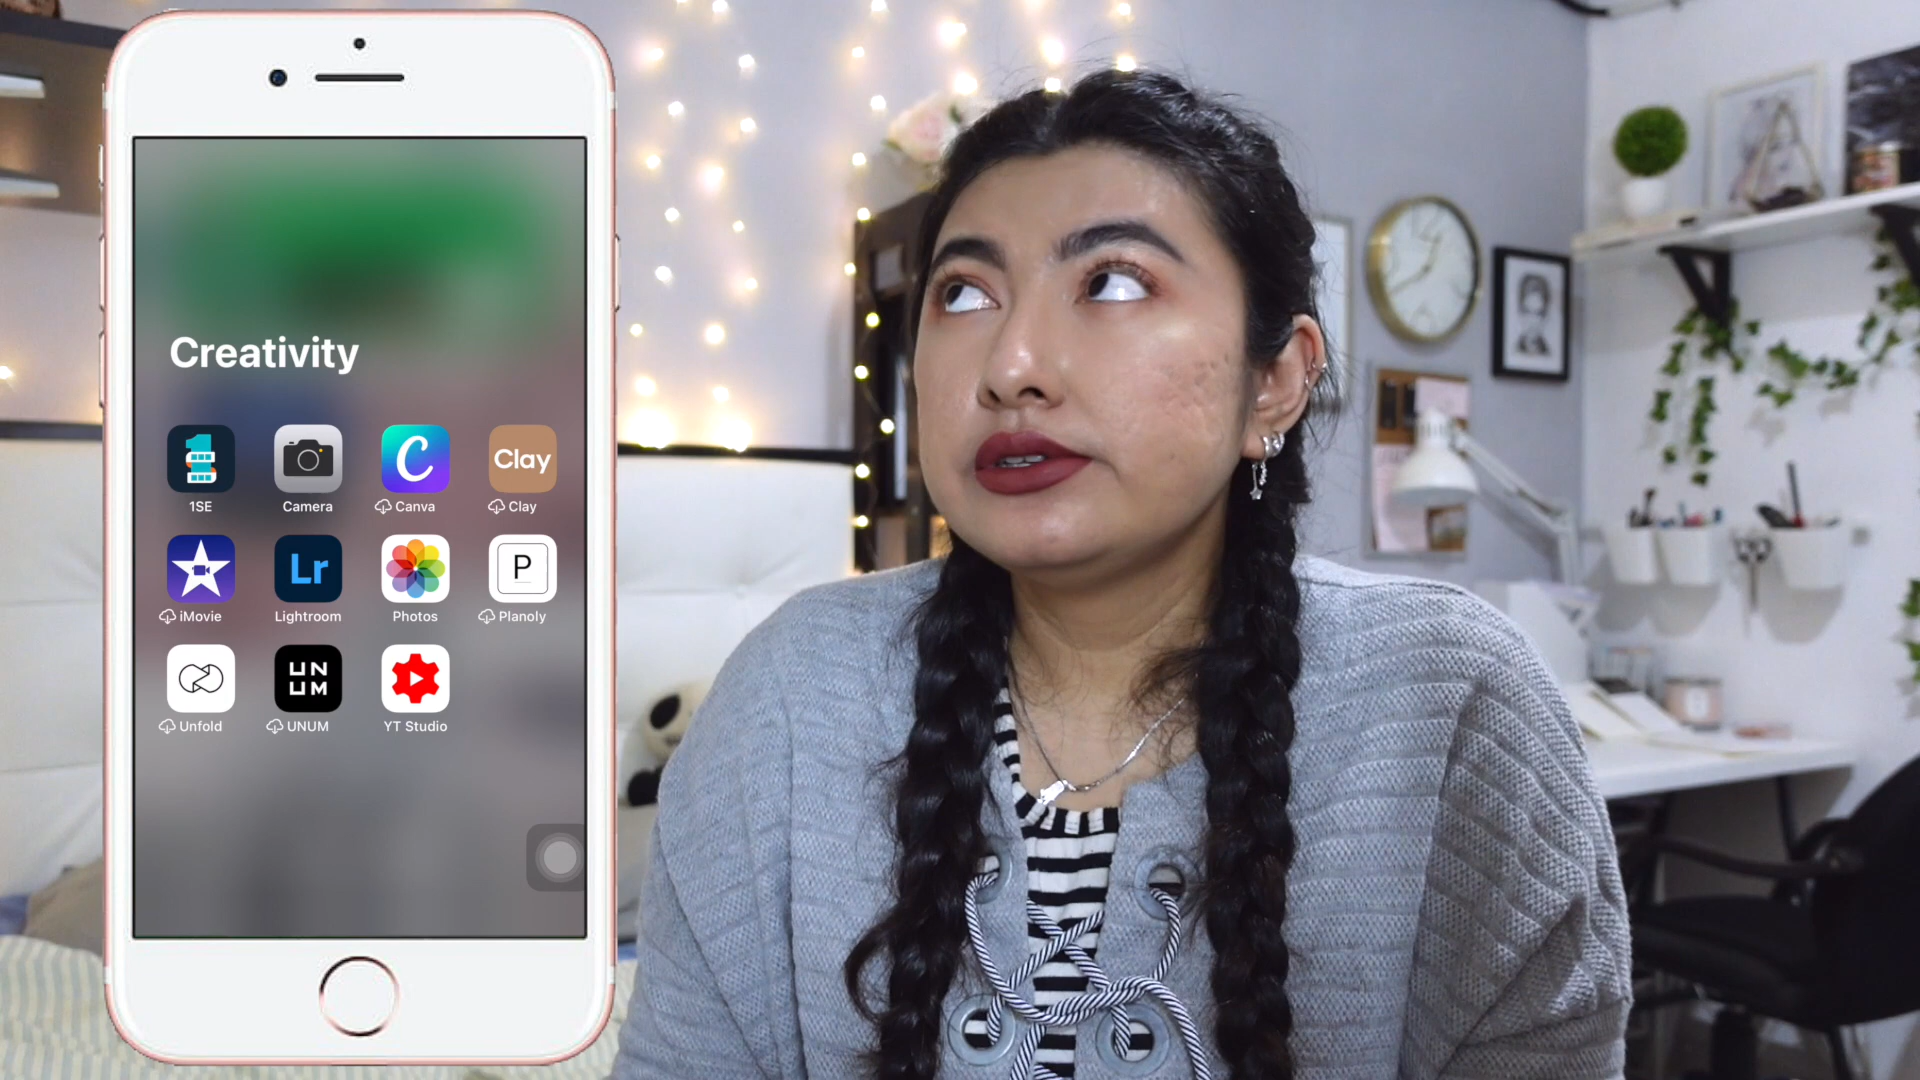 Creativity
Clay
1SE
Camera
Canva
Clay
Lr
P
iMovie
Lightroom
Photos
Planoly
UN
UM
Unfold
UNUM
YT Studio